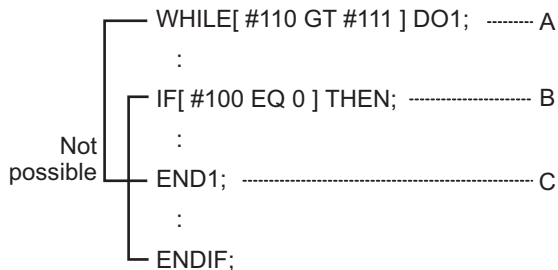 WHILE[ #110 GT #111 ] DO1; A
:
IF[ #100 EQ 0 ] THEN; B
:
Not
possible
END1; C
:
ENDIF;